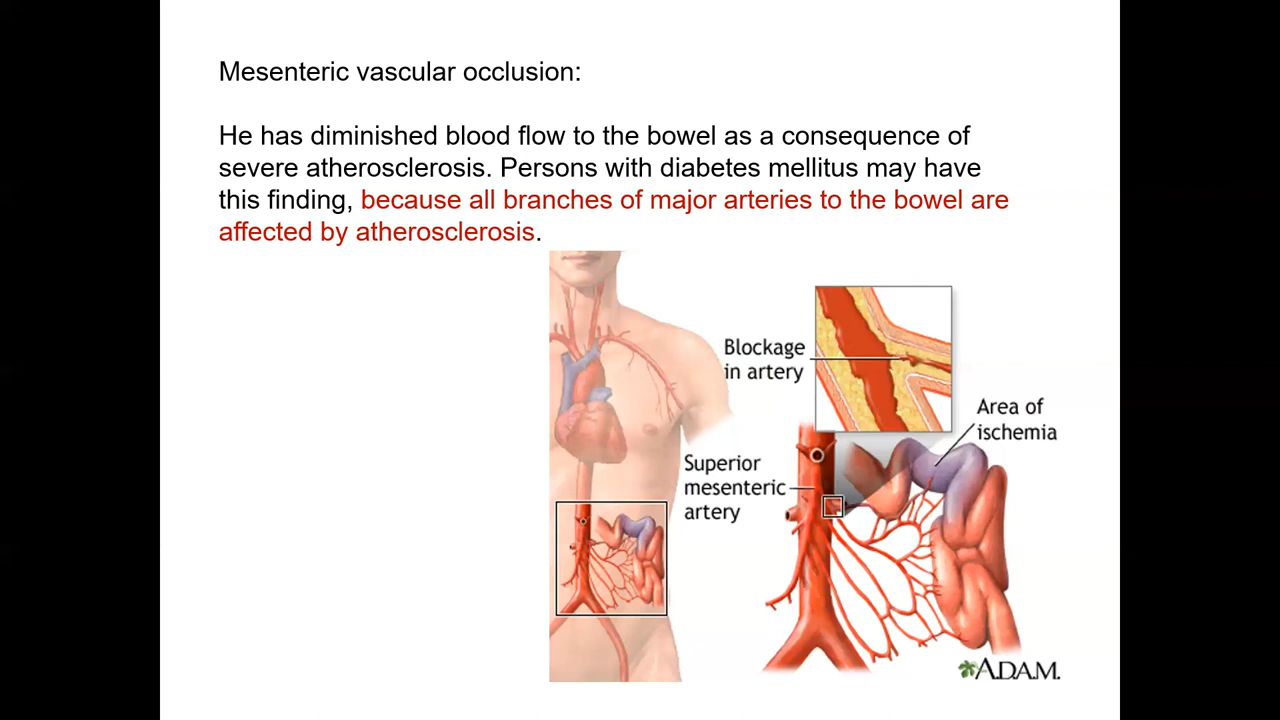 Mesenteric vascular occlusion:
He has diminished blood flow to the bowel as a consequence of
severe atherosclerosis. Persons with diabetes mellitus may have
this finding, because all branches of major arteries to the bowel are
affected by atherosclerosis.
Blockage
in artery
Area of
ischemia
Superior
mesenteric
artery
A.D.A.M.